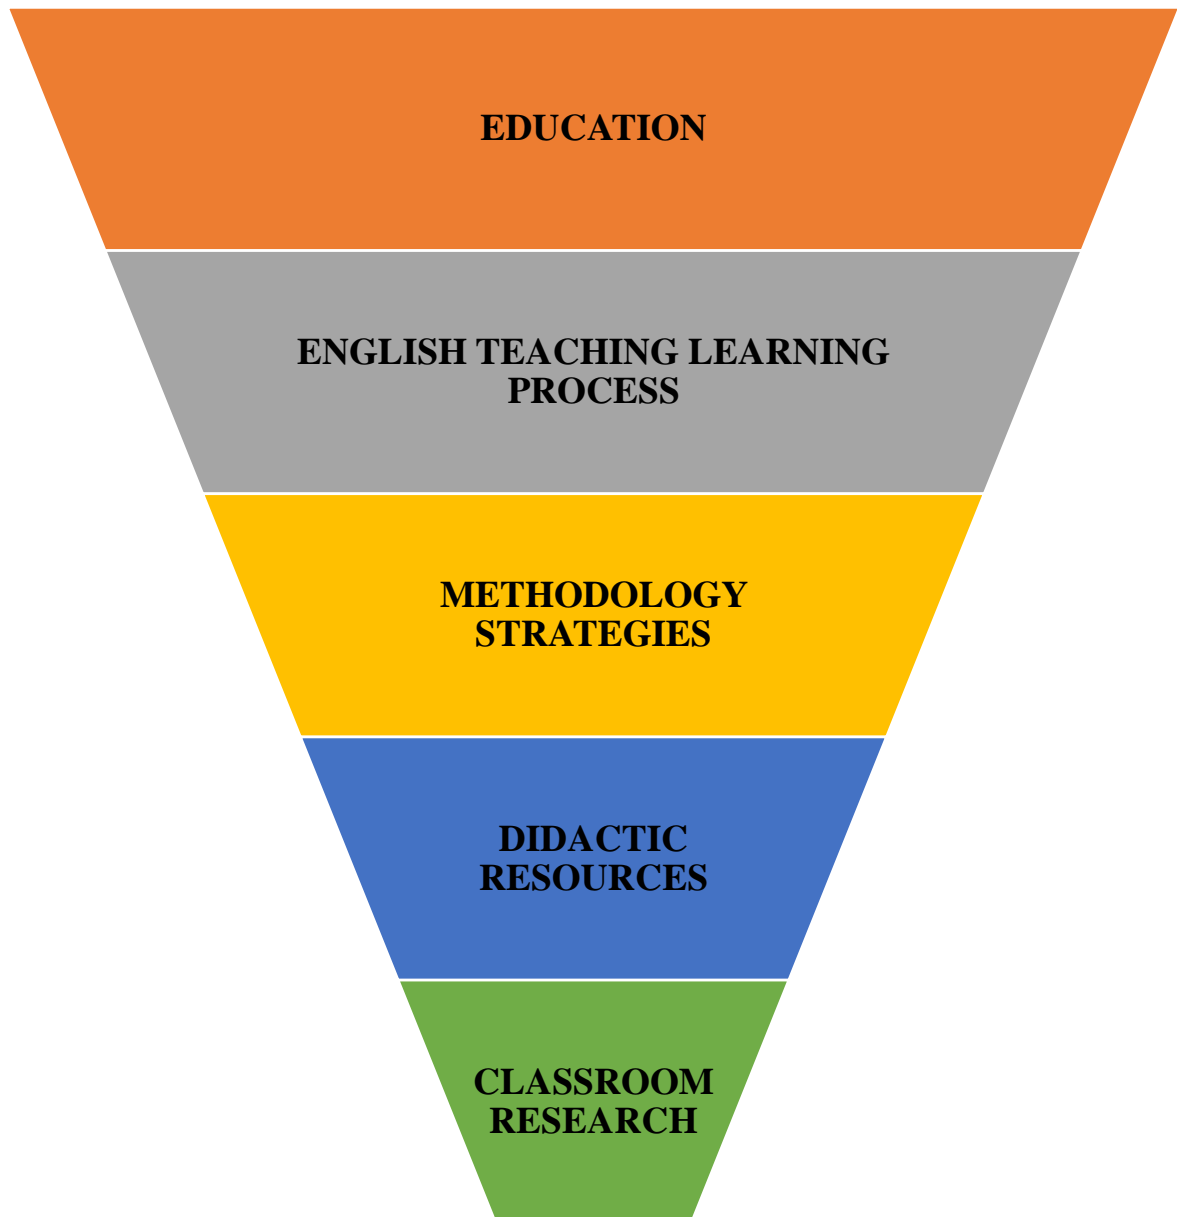 EDUCATION
ENGLISH TEACHING LEARNING
PROCESS
METHODOLOGY
STRATEGIES
DIDACTIC
RESOURCES
CLASSROOM
RESEARCH